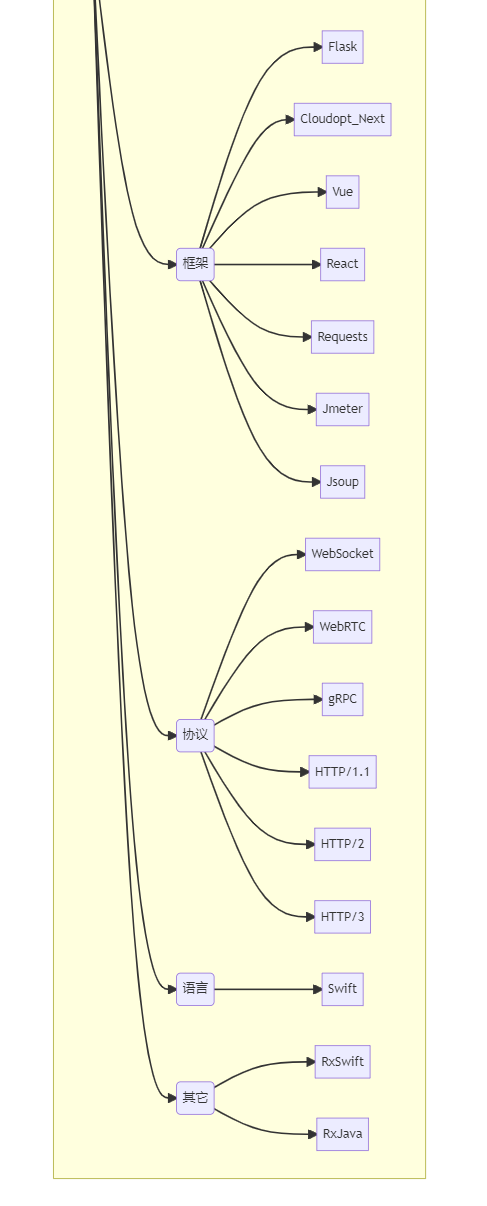 框架
Flask
Cloudopt_Next
Vue
React
Requests
Jmeter
Jsoup
协议
WebSocket
WebRTC
gRPC
HTTP/1.1
HTTP/2
HTTP/3
语言
Swift
其它
RxSwift
RxJava